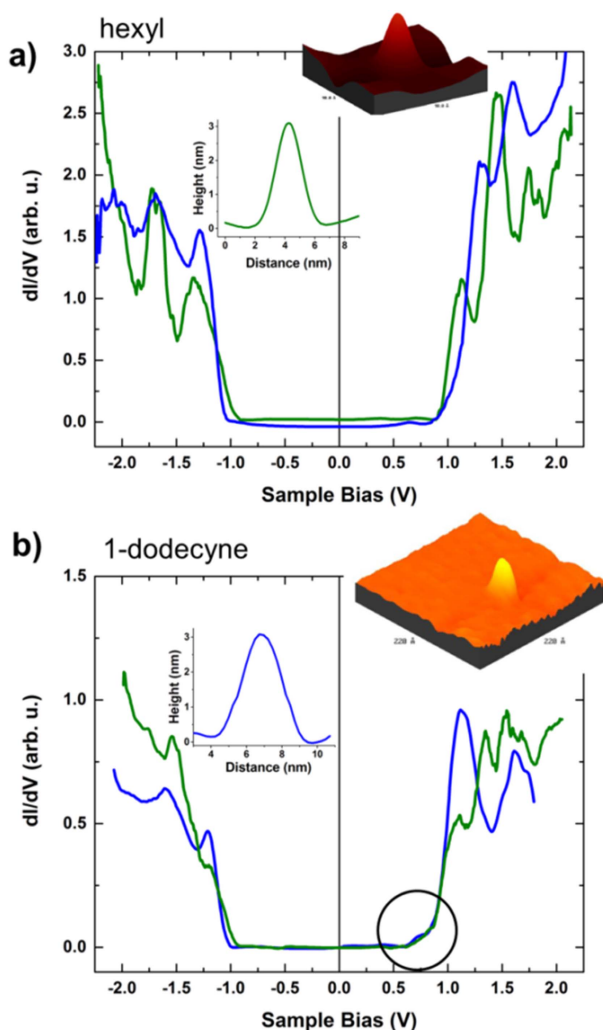 hexyl
a)
3.0
2.5
2.0
1.5
1.0
0.5
0.0
dI/dV (arb. u.)
3
2
1
0
Height (nm)
0 2 4 6 8
Distance (nm)
-2.0 -1.5 -1.0 -0.5 0.0 0.5 1.0 1.5 2.0
Sample Bias (V)
b)
1-dodecyne
1.5
1.0
0.5
0.0
dI/dV (arb. u.)
220 Å
220 Å
3
2
1
0
Height (nm)
4 6 8 10
Distance (nm)
-2.0 -1.5 -1.0 -0.5 0.0 0.5 1.0 1.5 2.0
Sample Bias (V)